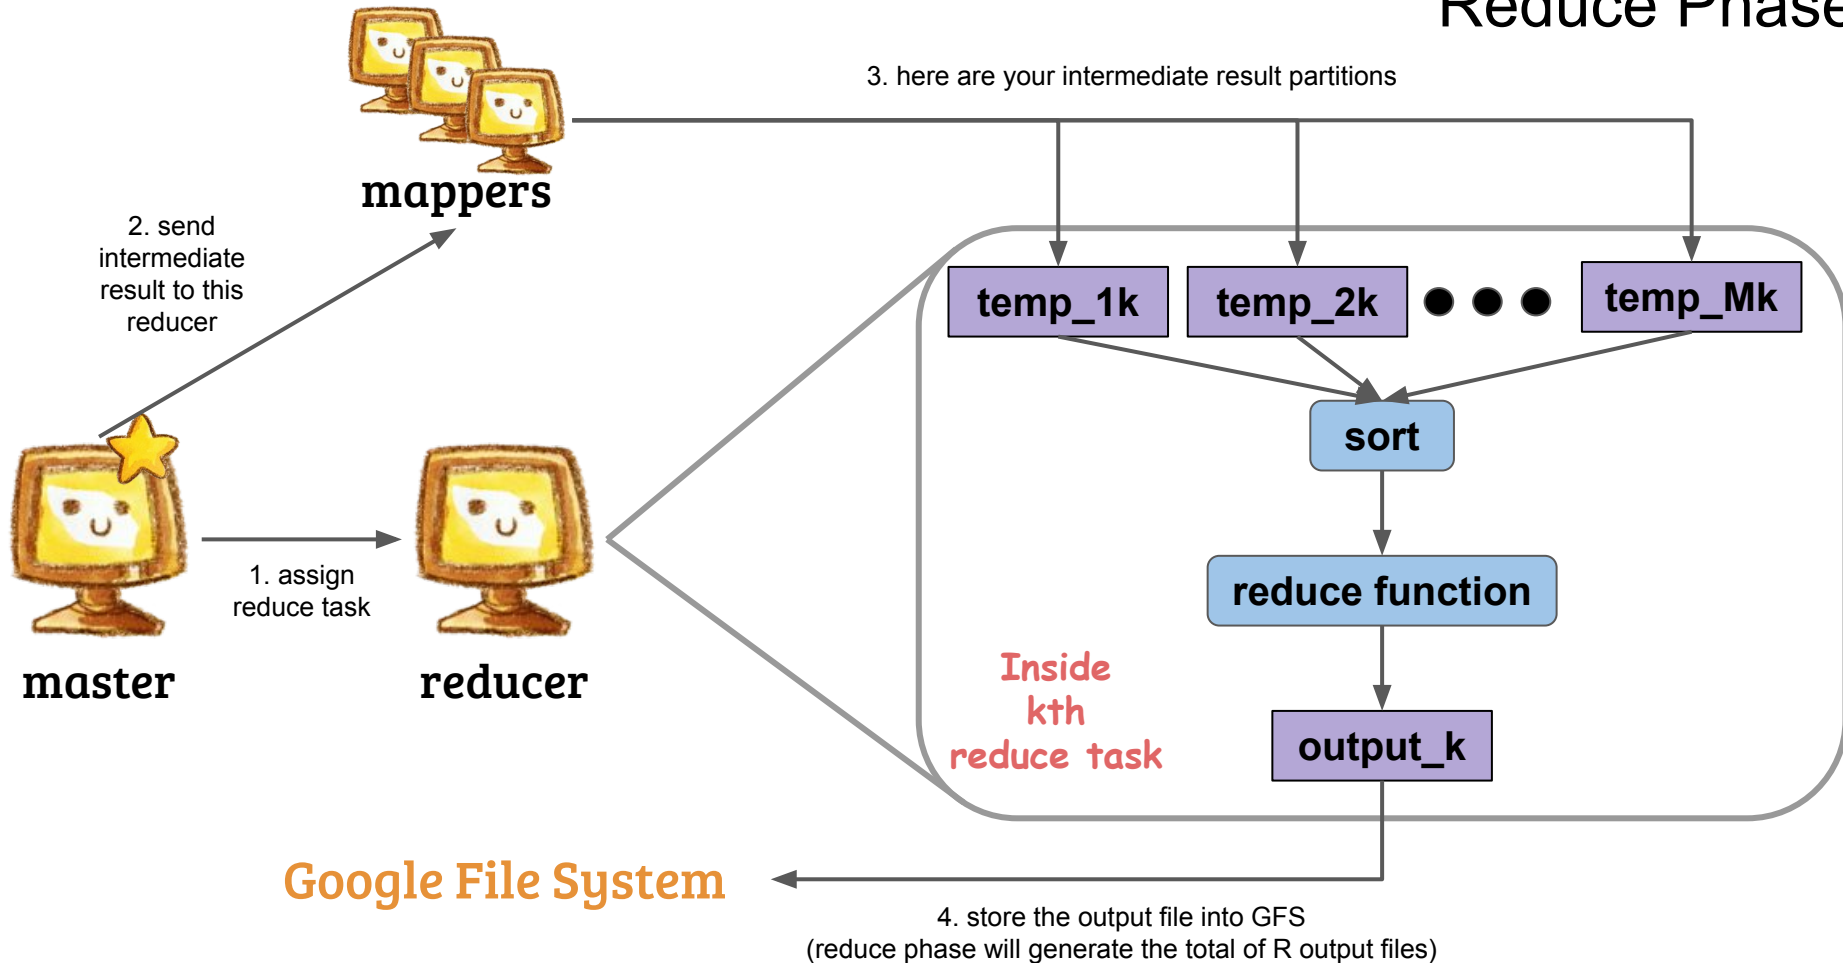 Reduce Phase
3. here are your intermediate result partitions
mappers
2. send
intermediate
result to this
reducer
temp_1k
temp_2k
temp_Mk
sort
1. assign
reduce task
reduce function
master
reducer
Inside
kth
reduce task
output_k
Google File System
4. store the output file into GFS
(reduce phase will generate the total of R output files)